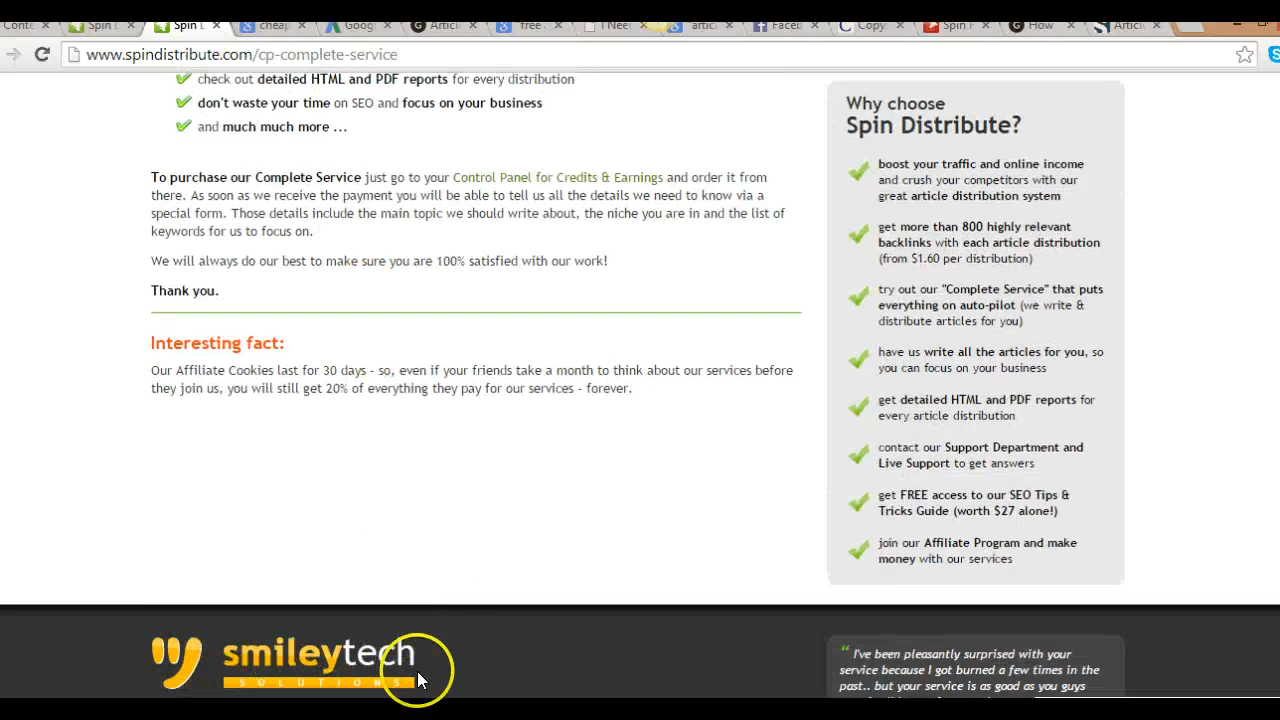 Conte
Spin D
Spin D
cheap
Goog
Article
free
I Nee
artic
Faceb
Copy
Spin R
How
Article
www.spindistribute.com/cp-complete-service
check out detailed HTML and PDF reports for every distribution
don't waste your time on SEO and focus on your business
and much much more ...
To purchase our Complete Service just go to your Control Panel for Credits & Earnings and order it from
there. As soon as we receive the payment you will be able to tell us all the details we need to know via a
special form. Those details include the main topic we should write about, the niche you are in and the list of
keywords for us to focus on.
We will always do our best to make sure you are 100% satisfied with our work!
Thank you.
Interesting fact:
Our Affiliate Cookies last for 30 days - so, even if your friends take a month to think about our services before
they join us, you will still get 20% of everything they pay for our services - forever.
Why choose
Spin Distribute?
boost your traffic and online income
and crush your competitors with our
great article distribution system
get more than 800 highly relevant
backlinks with each article distribution
(from $1.60 per distribution)
try out our "Complete Service" that puts
everything on auto-pilot (we write &
distribute articles for you)
have us write all the articles for you, so
you can focus on your business
get detailed HTML and PDF reports for
every article distribution
contact our Support Department and
Live Support to get answers
get FREE access to our SEO Tips &
Tricks Guide (worth $27 alone!)
join our Affiliate Program and make
money with our services
smileytech
SOLUTIONS
" I've been pleasantly surprised with your
service because I got burned a few times in the
past.. but your service is as good as you guys